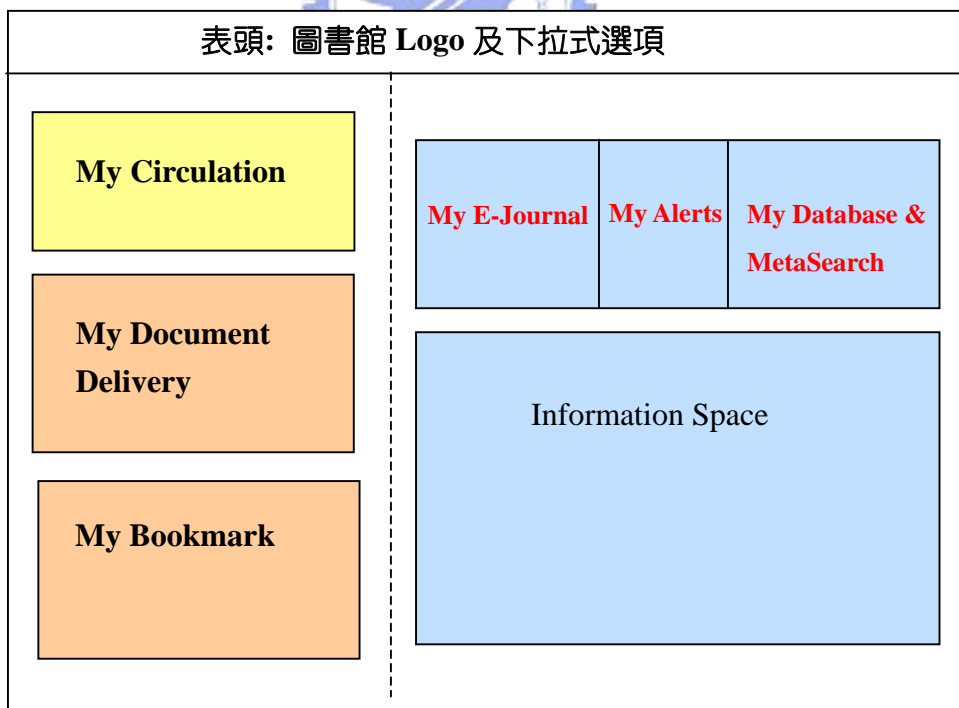 表頭: 圖書館 Logo 及下拉式選項
My Circulation
My Document
Delivery
My Bookmark
My E-Journal
My Alerts
My Database &
MetaSearch
Information Space